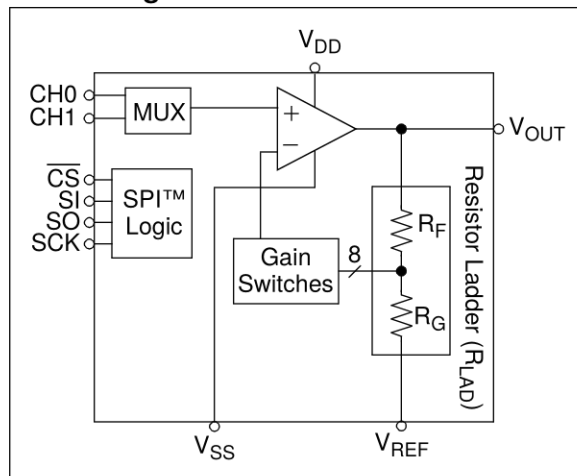 V_DD
CH0
CH1
MUX
+
−
V_OUT
C̅S̅
SI
SO
SCK
SPI™
Logic
Gain
Switches
8
R_F
R_G
Resistor Ladder (R_LAD)
V_SS
V_REF